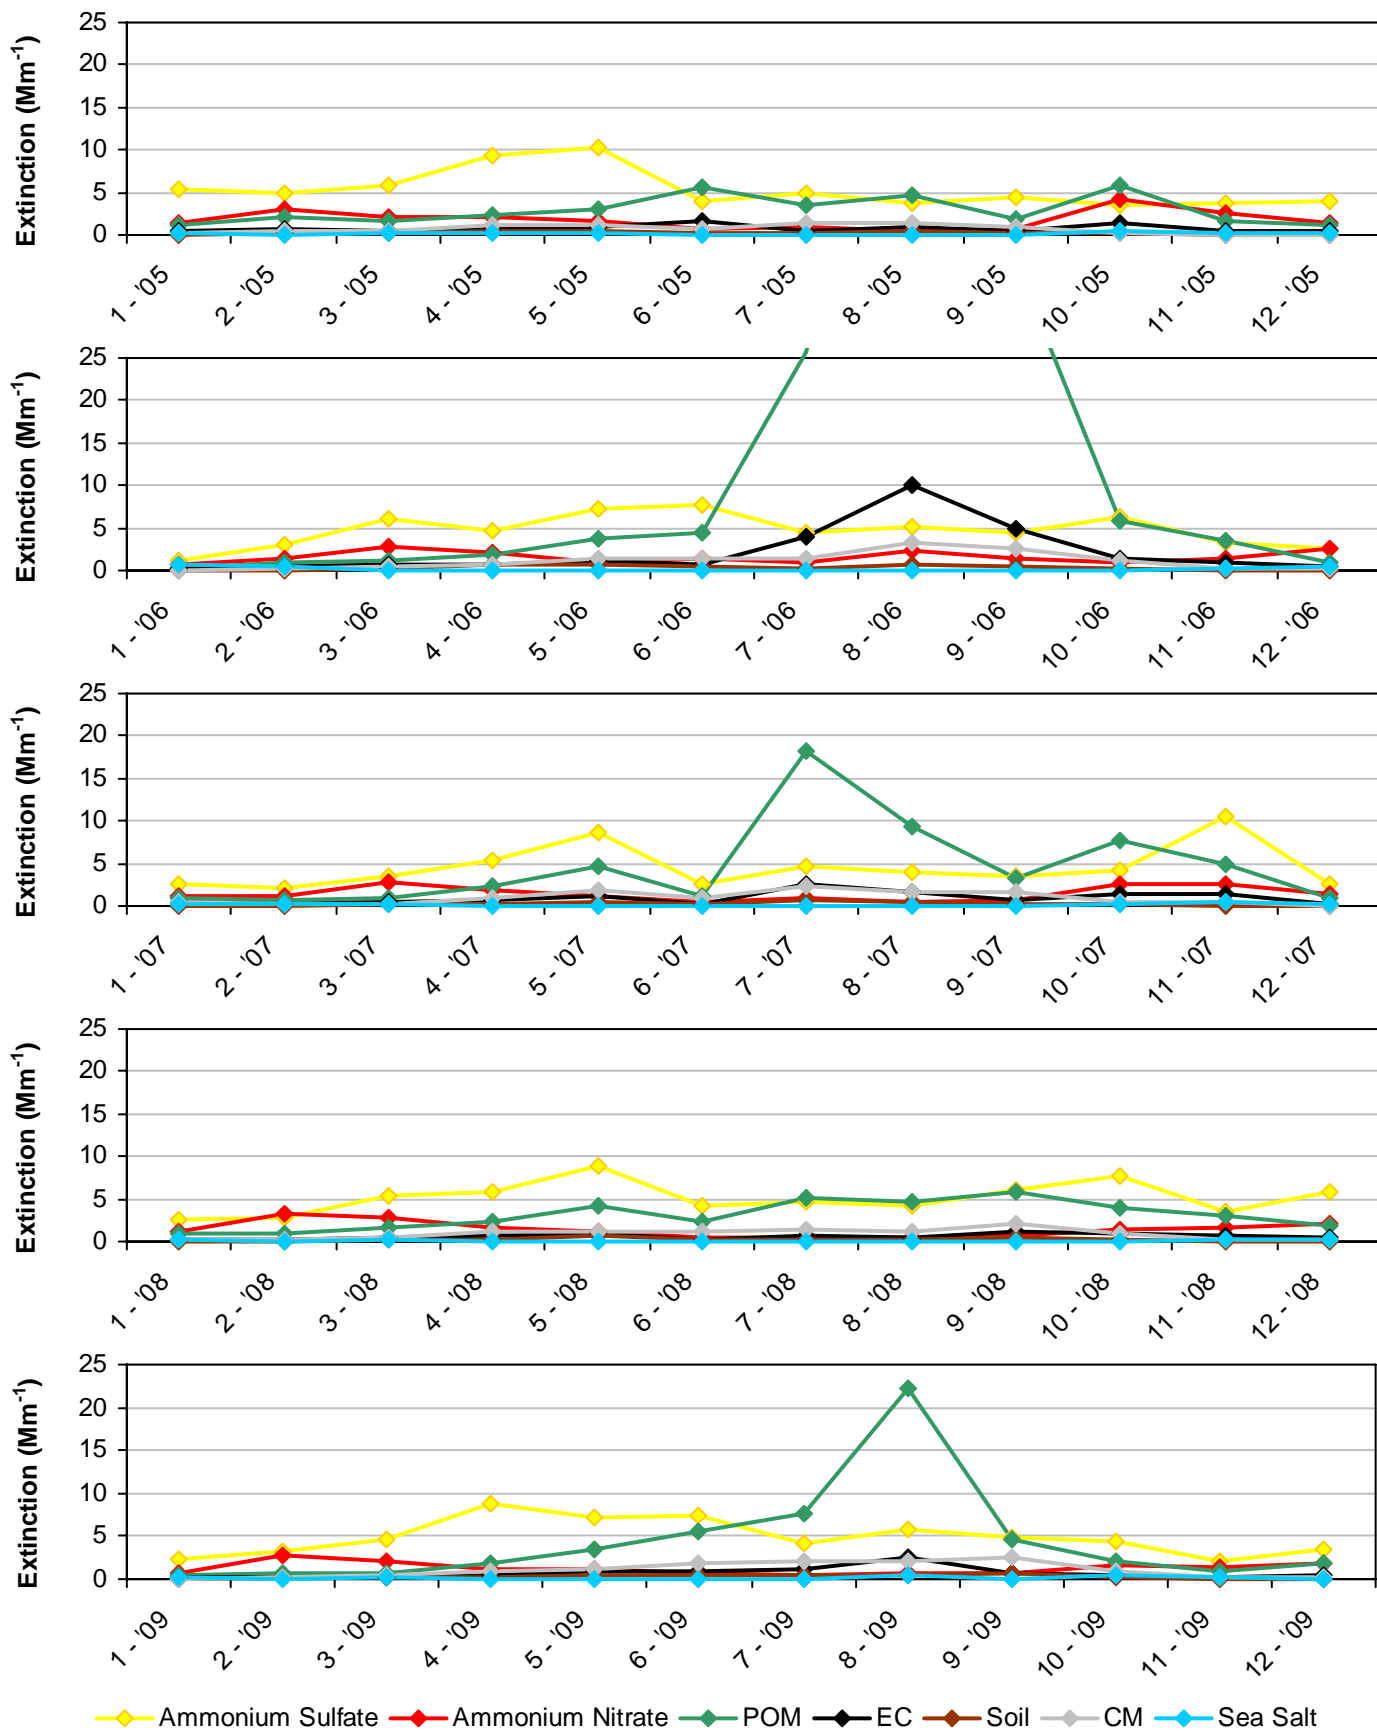 Extinction (Mm⁻¹)
25
20
15
10
5
0
1 - '05 2 - '05 3 - '05 4 - '05 5 - '05 6 - '05 7 - '05 8 - '05 9 - '05 10 - '05 11 - '05 12 - '05
Extinction (Mm⁻¹)
25
20
15
10
5
0
1 - '06 2 - '06 3 - '06 4 - '06 5 - '06 6 - '06 7 - '06 8 - '06 9 - '06 10 - '06 11 - '06 12 - '06
Extinction (Mm⁻¹)
25
20
15
10
5
0
1 - '07 2 - '07 3 - '07 4 - '07 5 - '07 6 - '07 7 - '07 8 - '07 9 - '07 10 - '07 11 - '07 12 - '07
Extinction (Mm⁻¹)
25
20
15
10
5
0
1 - '08 2 - '08 3 - '08 4 - '08 5 - '08 6 - '08 7 - '08 8 - '08 9 - '08 10 - '08 11 - '08 12 - '08
Extinction (Mm⁻¹)
25
20
15
10
5
0
1 - '09 2 - '09 3 - '09 4 - '09 5 - '09 6 - '09 7 - '09 8 - '09 9 - '09 10 - '09 11 - '09 12 - '09
Ammonium Sulfate Ammonium Nitrate POM EC Soil CM Sea Salt